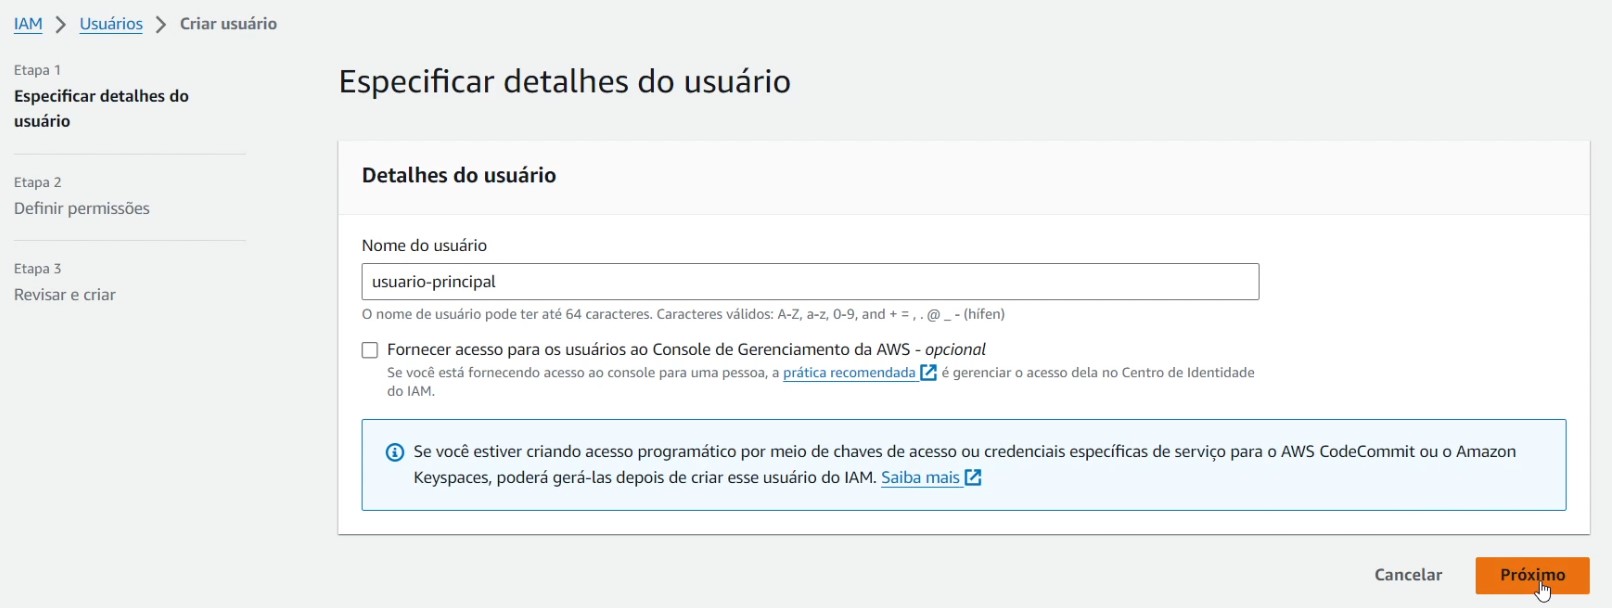 IAM > Usuários > Criar usuário
Etapa 1
Especificar detalhes do
usuário
Etapa 2
Definir permissões
Etapa 3
Revisar e criar
Especificar detalhes do usuário
Detalhes do usuário
Nome do usuário
usuario-principal
O nome de usuário pode ter até 64 caracteres. Caracteres válidos: A-Z, a-z, 0-9, and + = , . @ _ - (hífen)
Fornecer acesso para os usuários ao Console de Gerenciamento da AWS - opcional
Se você está fornecendo acesso ao console para uma pessoa, a prática recomendada é gerenciar o acesso dela no Centro de Identidade
do IAM.
Se você estiver criando acesso programático por meio de chaves de acesso ou credenciais específicas de serviço para o AWS CodeCommit ou o Amazon
Keyspaces, poderá gerá-las depois de criar esse usuário do IAM. Saiba mais
Cancelar
Próximo